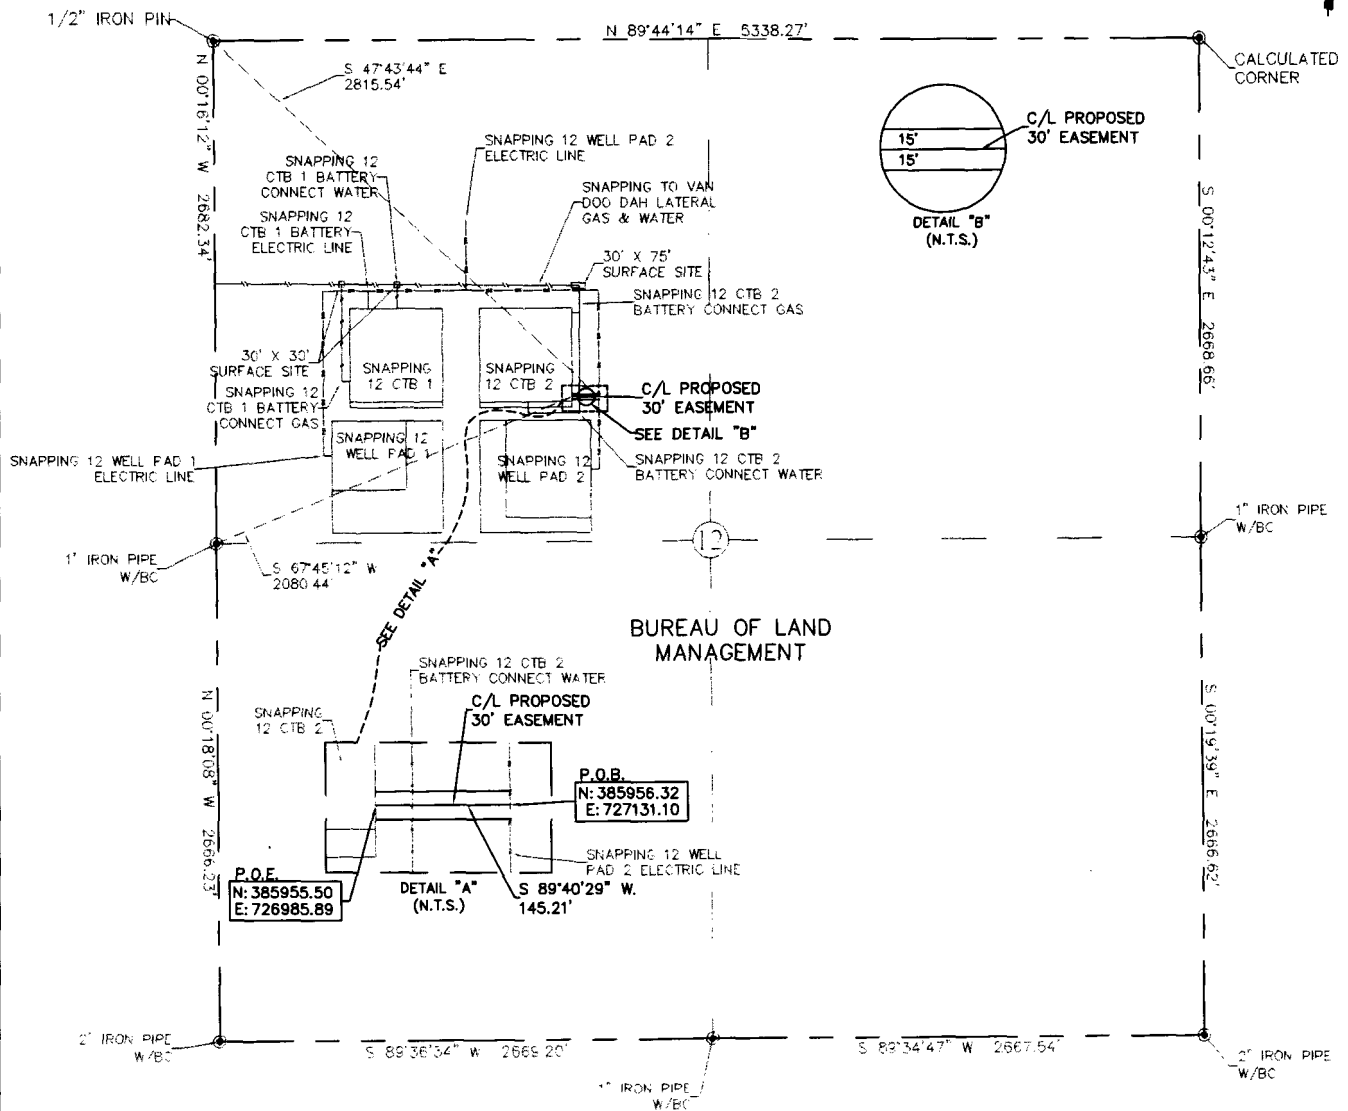 1/2" IRON PIN
N 89°44'14" E 5338.27'
CALCULATED
CORNER
S 47°43'44" E
2815.54'
N 00°16'12" W 2682.34'
S 00°12'43" E 2668.66'
15'
15'
C/L PROPOSED
30' EASEMENT
DETAIL "B"
(N.T.S.)
SNAPPING 12 WELL PAD 2
ELECTRIC LINE
SNAPPING 12
CTB 1 BATTERY
CONNECT WATER
SNAPPING TO VAN
DOO DAH LATERAL
GAS & WATER
SNAPPING 12
CTB 1 BATTERY
ELECTRIC LINE
30' X 75'
SURFACE SITE
SNAPPING 12 CTB 2
BATTERY CONNECT GAS
30' X 30'
SURFACE SITE
SNAPPING
12 CTB 1
SNAPPING
12 CTB 2
SNAPPING 12
CTB 1 BATTERY
CONNECT GAS
C/L PROPOSED
30' EASEMENT
SEE DETAIL "B"
SNAPPING 12
WELL PAD 1
SNAPPING 12
WELL PAD 2
SNAPPING 12 WELL PAD 1
ELECTRIC LINE
SNAPPING 12 CTB 2
BATTERY CONNECT WATER
1" IRON PIPE
W/BC
12
1" IRON PIPE
W/BC
S 67°45'12" W
2080.44'
SEE DETAIL "A"
BUREAU OF LAND
MANAGEMENT
SNAPPING 12 CTB 2
BATTERY CONNECT WATER
C/L PROPOSED
30' EASEMENT
SNAPPING
12 CTB 2
N 00°18'08" W 2666.23'
S 00°19'39" E 2666.62'
P.O.B.
N: 385956.32
E: 727131.10
SNAPPING 12 WELL
PAD 2 ELECTRIC LINE
P.O.E.
N: 385955.50
E: 726985.89
DETAIL "A"
(N.T.S.)
S 89°40'29" W.
145.21'
2" IRON PIPE
W/BC
S 89°36'34" W 2669.20'
S 89°34'47" W 2667.54'
1" IRON PIPE
W/BC
2" IRON PIPE
W/BC